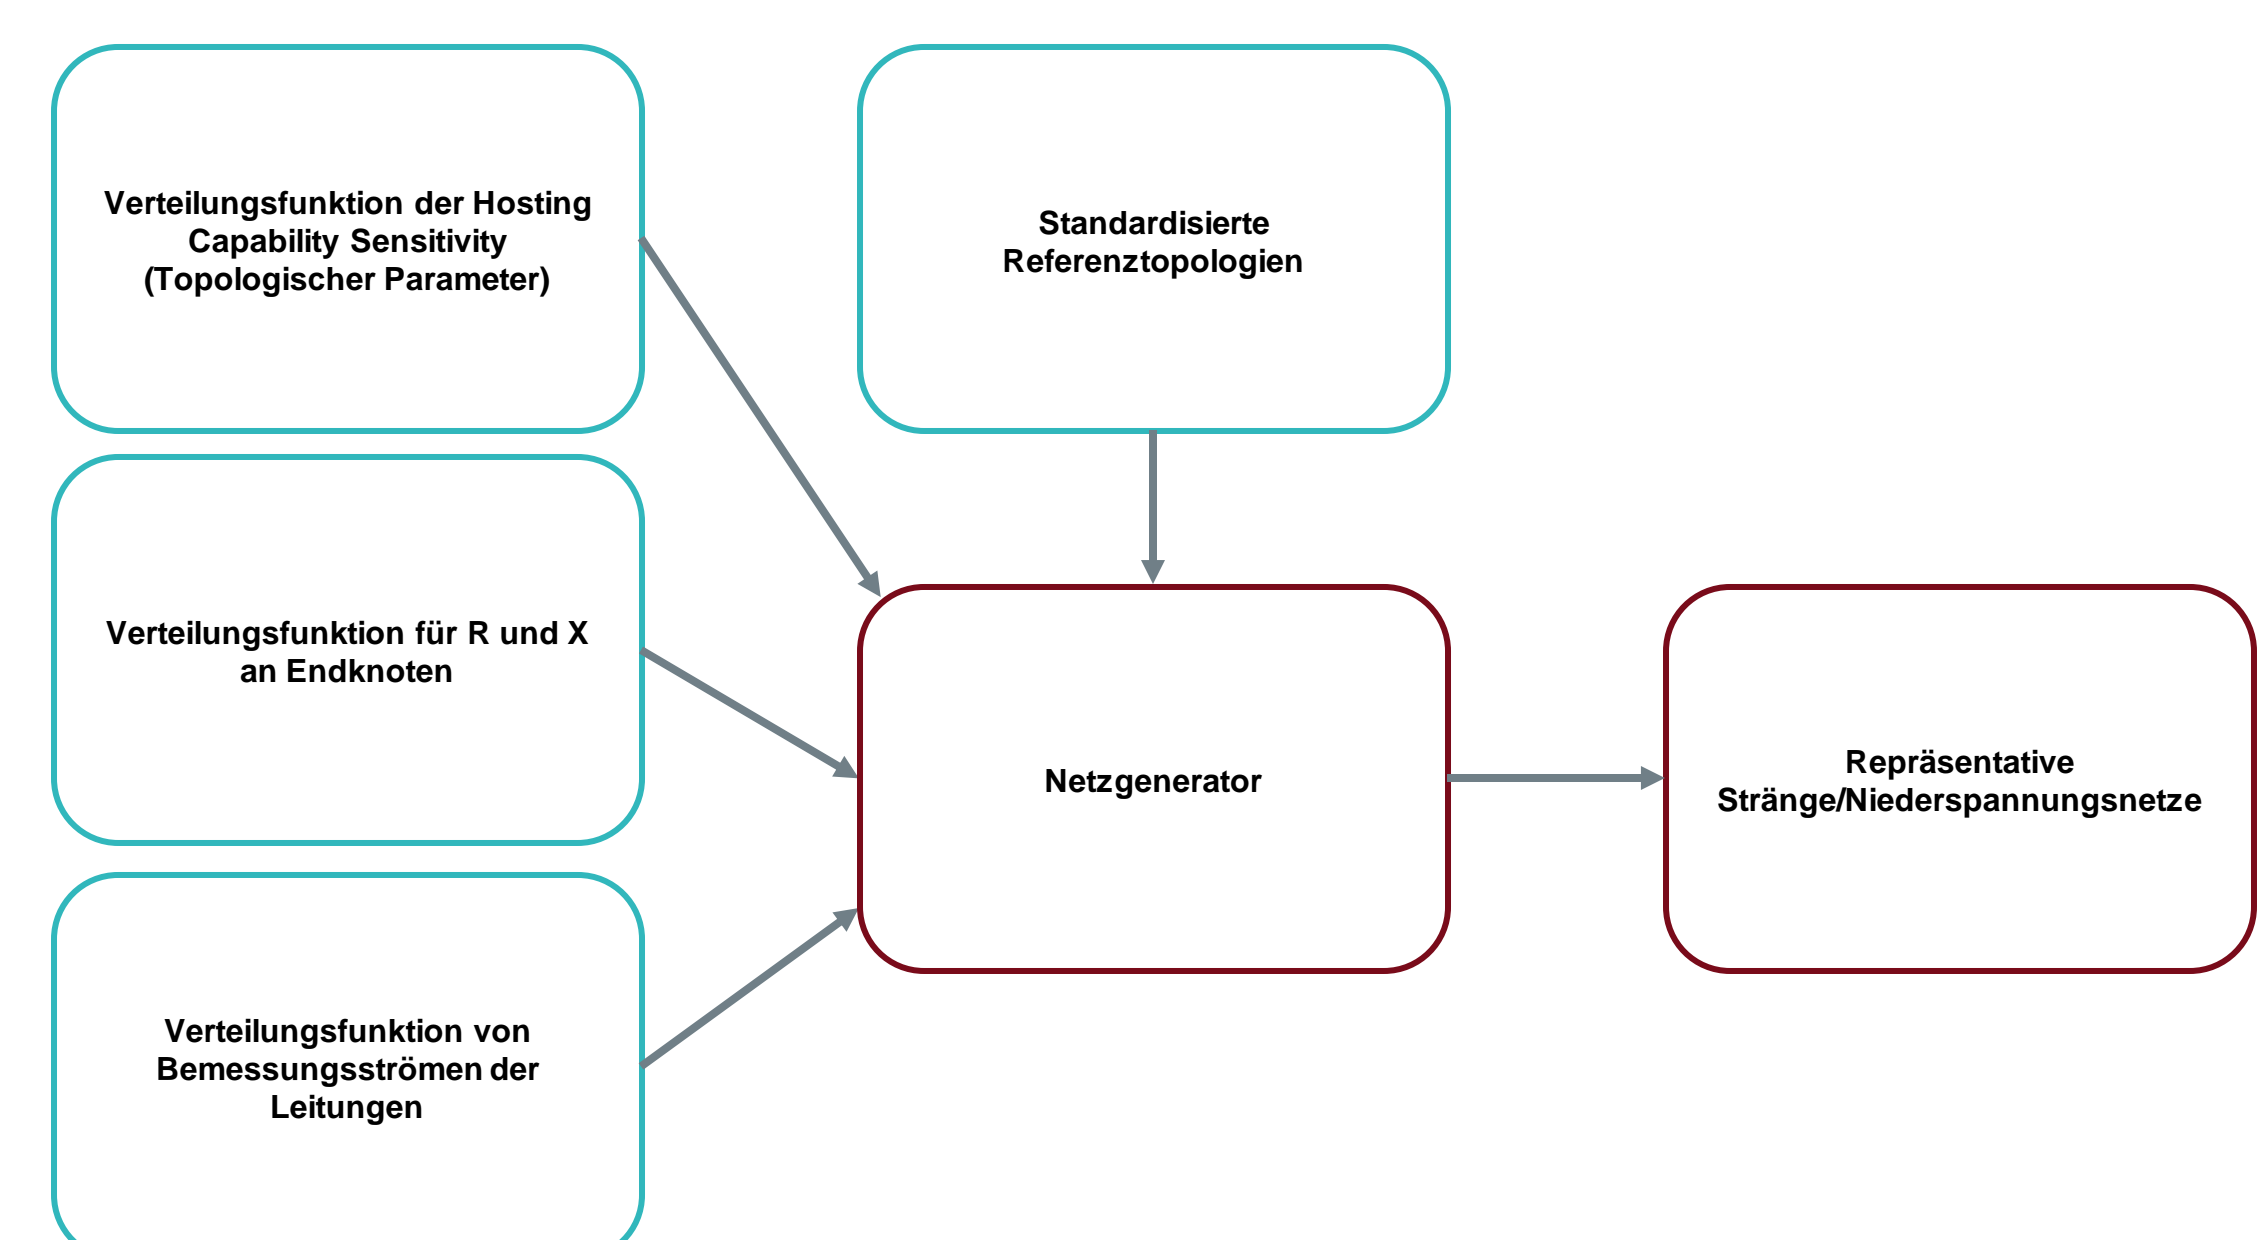 Verteilungsfunktion der Hosting
Capability Sensitivity
(Topologischer Parameter)
Standardisierte
Referenztopologien
Verteilungsfunktion für R und X
an Endknoten
Netzgenerator
Repräsentative
Stränge/Niederspannungsnetze
Verteilungsfunktion von
Bemessungsströmen der
Leitungen